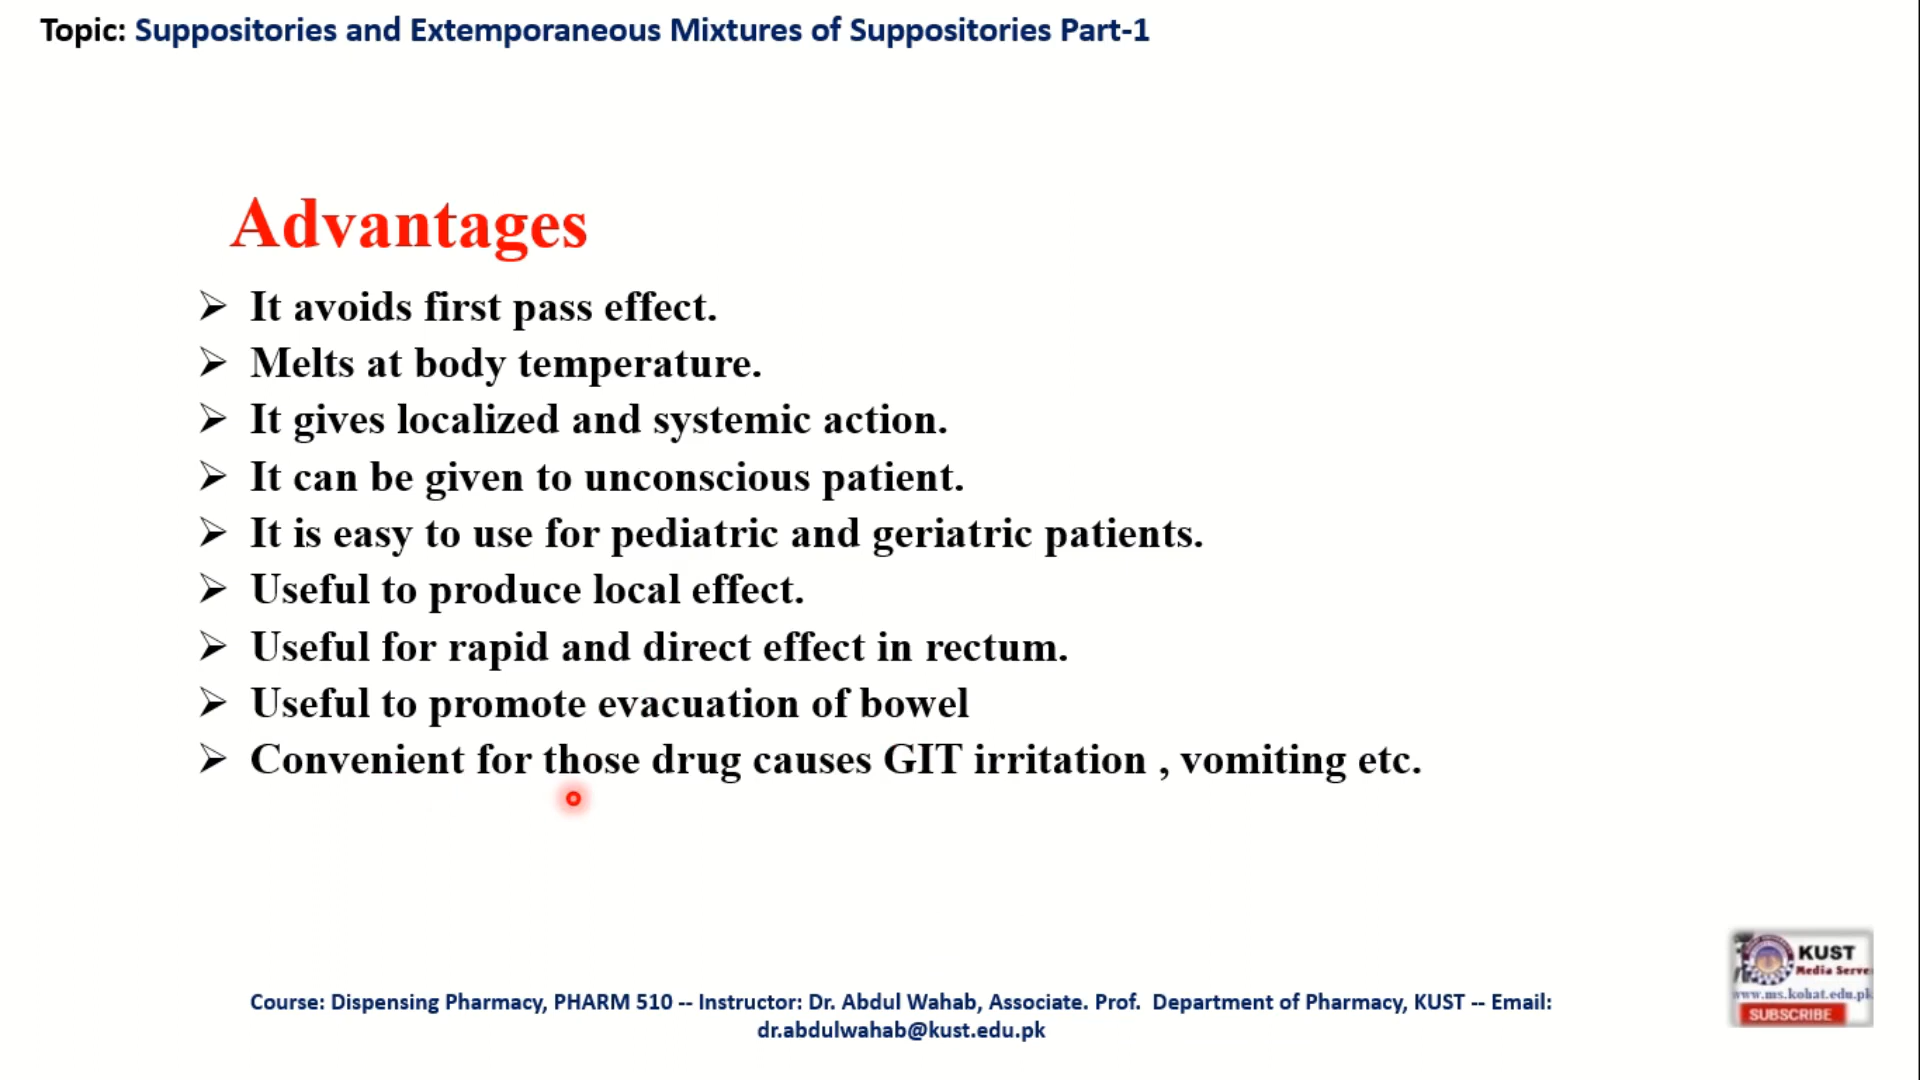 Topic: Suppositories and Extemporaneous Mixtures of Suppositories Part-1
Advantages
It avoids first pass effect.
Melts at body temperature.
It gives localized and systemic action.
It can be given to unconscious patient.
It is easy to use for pediatric and geriatric patients.
Useful to produce local effect.
Useful for rapid and direct effect in rectum.
Useful to promote evacuation of bowel
Convenient for those drug causes GIT irritation , vomiting etc.
KUST
Media Serve
www.ms.kohat.edu.pk
SUBSCRIBE
Course: Dispensing Pharmacy, PHARM 510 -- Instructor: Dr. Abdul Wahab, Associate. Prof. Department of Pharmacy, KUST -- Email:
dr.abdulwahab@kust.edu.pk